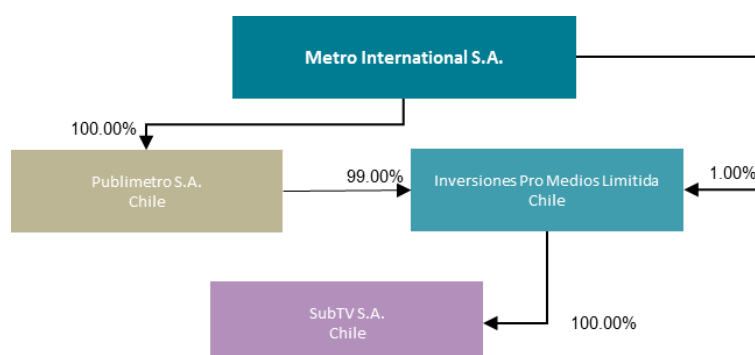 Metro International S.A.
100.00%
Publimetro S.A.
Chile
99.00%
Inversiones Pro Medios Limitida
Chile
1.00%
SubTV S.A.
Chile
100.00%